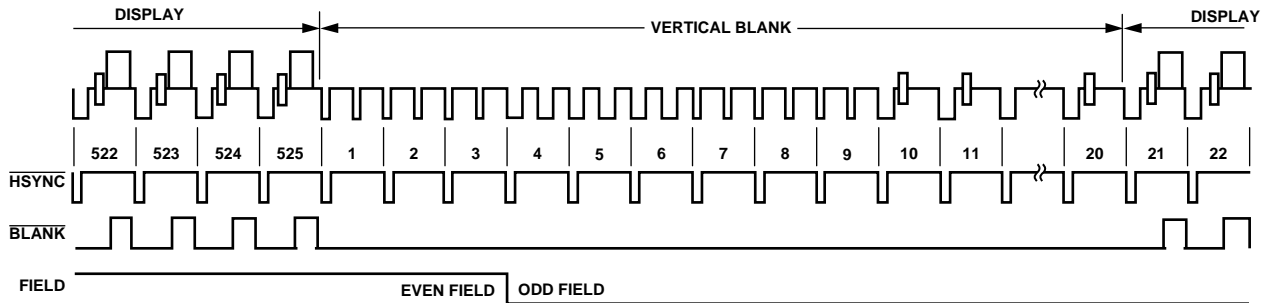 DISPLAY VERTICAL BLANK DISPLAY
522 523 524 525 1 2 3 4 5 6 7 8 9 10 11 20 21 22
HSYNC
BLANK
FIELD EVEN FIELD ODD FIELD